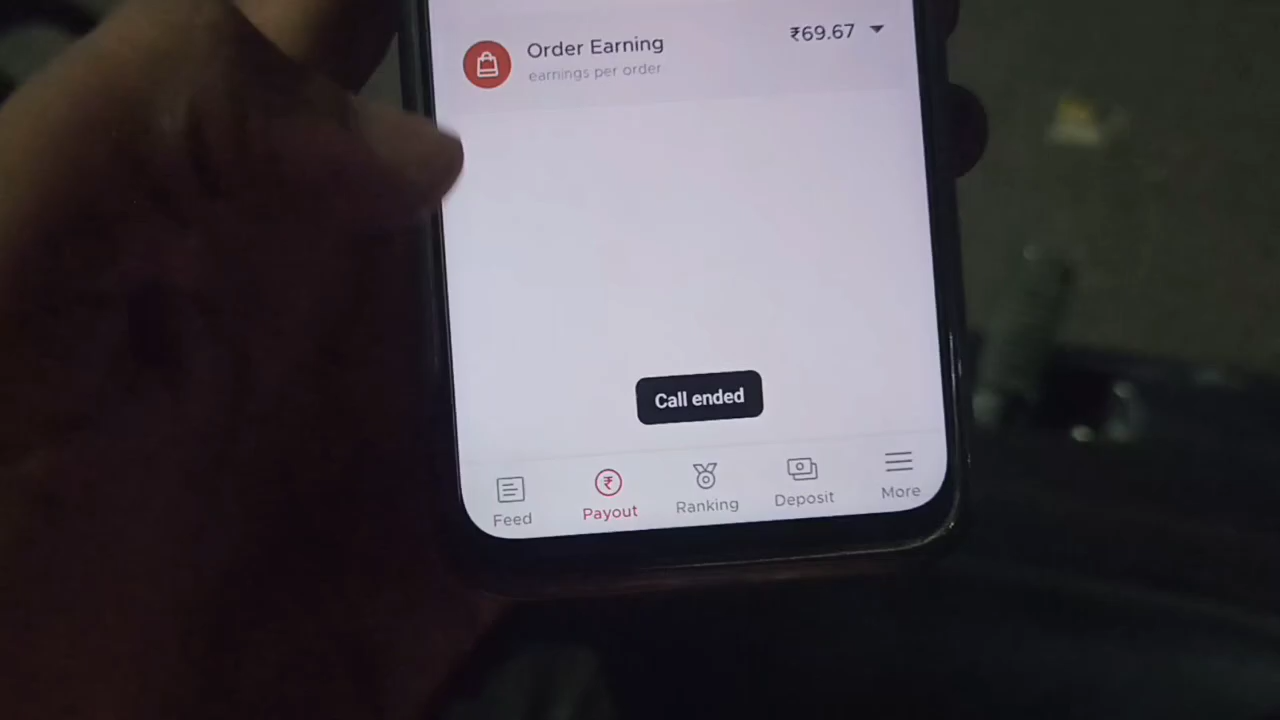 Order Earning
₹69.67
earnings per order
Call ended
Feed
Payout
Ranking
Deposit
More